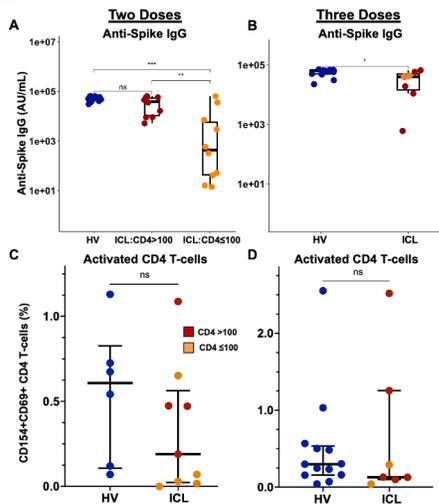 Two Doses
Three Doses
A
Anti-Spike IgG
B
Anti-Spike IgG
1e+07
1e+05
1e+03
1e+01
Anti-Spike IgG (AU/mL)
***
**
ns
HV
ICL:CD4>100
ICL:CD4≤100
1e+05
1e+03
1e+01
*
HV
ICL
C
Activated CD4 T-cells
D
Activated CD4 T-cells
CD154+CD69+ CD4 T-cells (%)
ns
1.0
0.5
0.0
CD4 >100
CD4 ≤100
HV
ICL
ns
2.0
1.0
0.0
HV
ICL